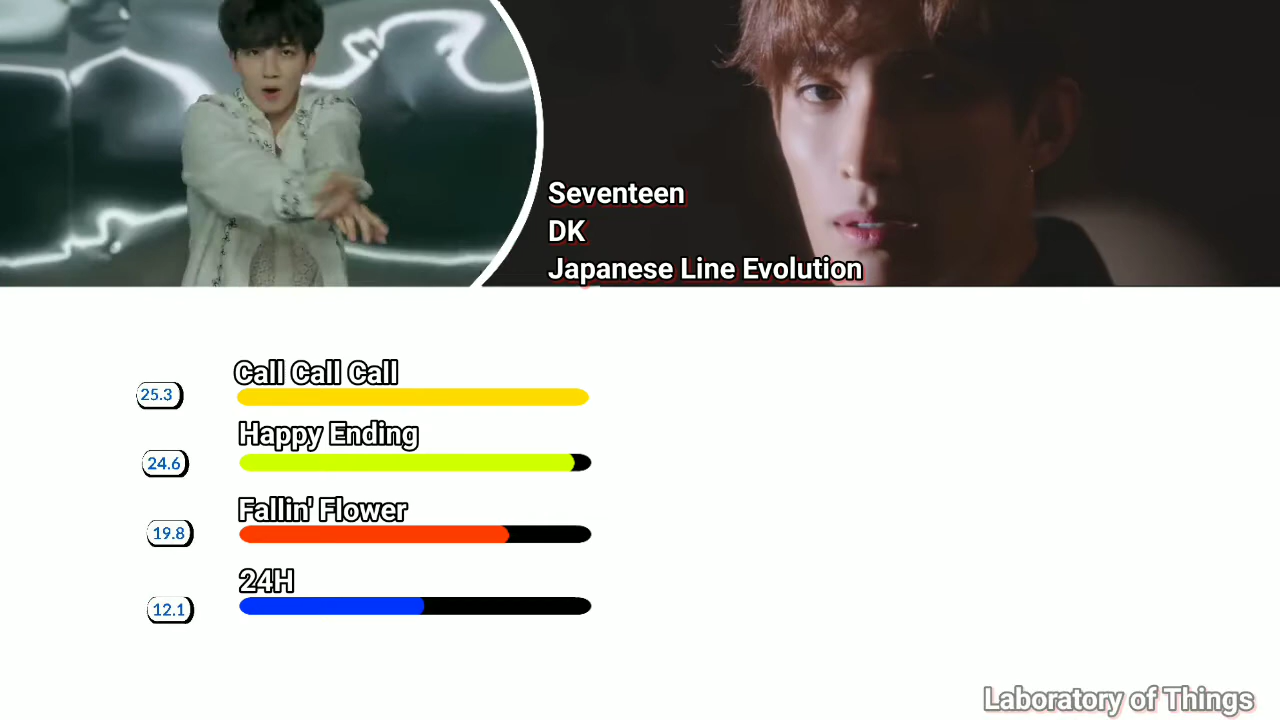 Seventeen
DK
Japanese Line Evolution
Call Call Call
25.3
Happy Ending
24.6
Fallin' Flower
19.8
24H
12.1
Laboratory of Things